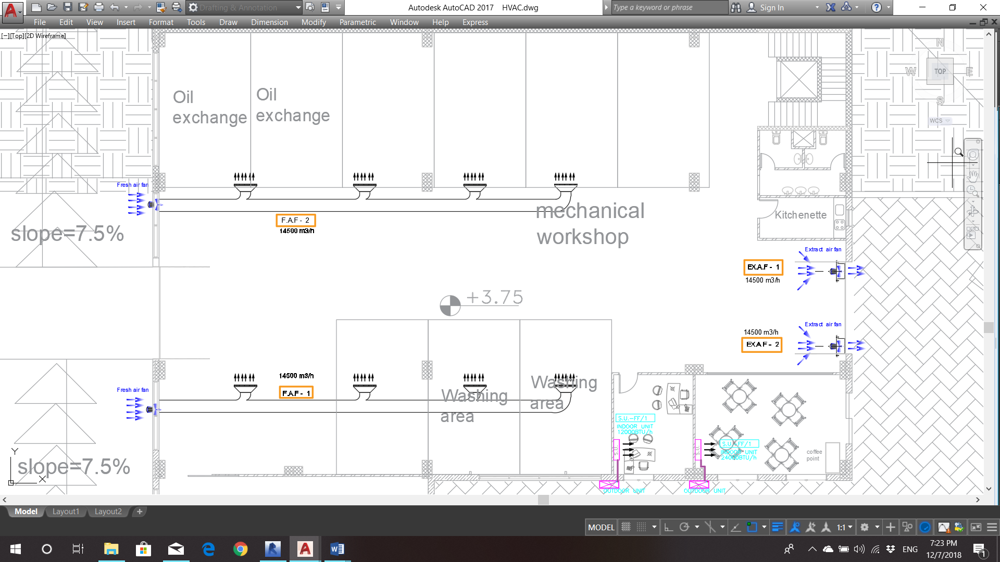 Drafting & Annotation
Autodesk AutoCAD 2017 HVAC.dwg
Type a keyword or phrase
Sign In
File Edit View Insert Format Tools Draw Dimension Modify Parametric Window Help Express
[−][Top][2D Wireframe]
N
W TOP E
S
WCS
Oil
exchange
Oil
exchange
Fresh air fan
F.A.F - 2
14500 m3/h
mechanical
workshop
Kitchenette
slope=7.5%
Extract air fan
EX.A.F - 1
14500 m3/h
+3.75
Extract air fan
14500 m3/h
EX.A.F - 2
Fresh air fan
14500 m3/h
F.A.F - 1
Washing
area
Washing
area
S.U.-FF/1
INDOOR UNIT
12000BTU/h
S.U.
S.U.
S.U.-FF/1
INDOOR UNIT
24000BTU/h
coffee
point
slope=7.5%
Y
X
OUTDOOR UNIT
OUTDOOR UNIT
Model Layout1 Layout2 +
MODEL
1:1
ENG
7:23 PM
12/7/2018
1